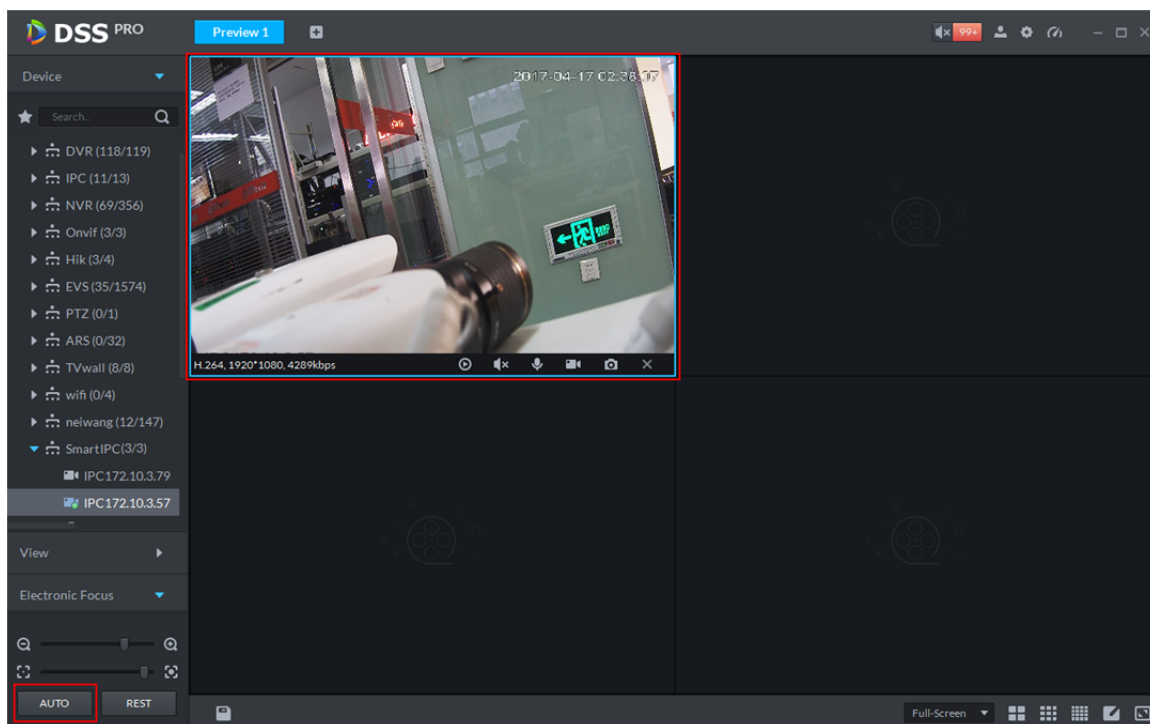 DSS PRO
Preview 1
99+
Device
Search..
DVR (118/119)
IPC (11/13)
NVR (69/356)
Onvif (3/3)
Hik (3/4)
EVS (35/1574)
PTZ (0/1)
ARS (0/32)
TVwall (8/8)
wifi (0/4)
neiwang (12/147)
SmartIPC(3/3)
IPC172.10.3.79
IPC172.10.3.57
View
Electronic Focus
AUTO
REST
2017-04-17 02:38:07
H.264, 1920*1080, 4289kbps
Full-Screen